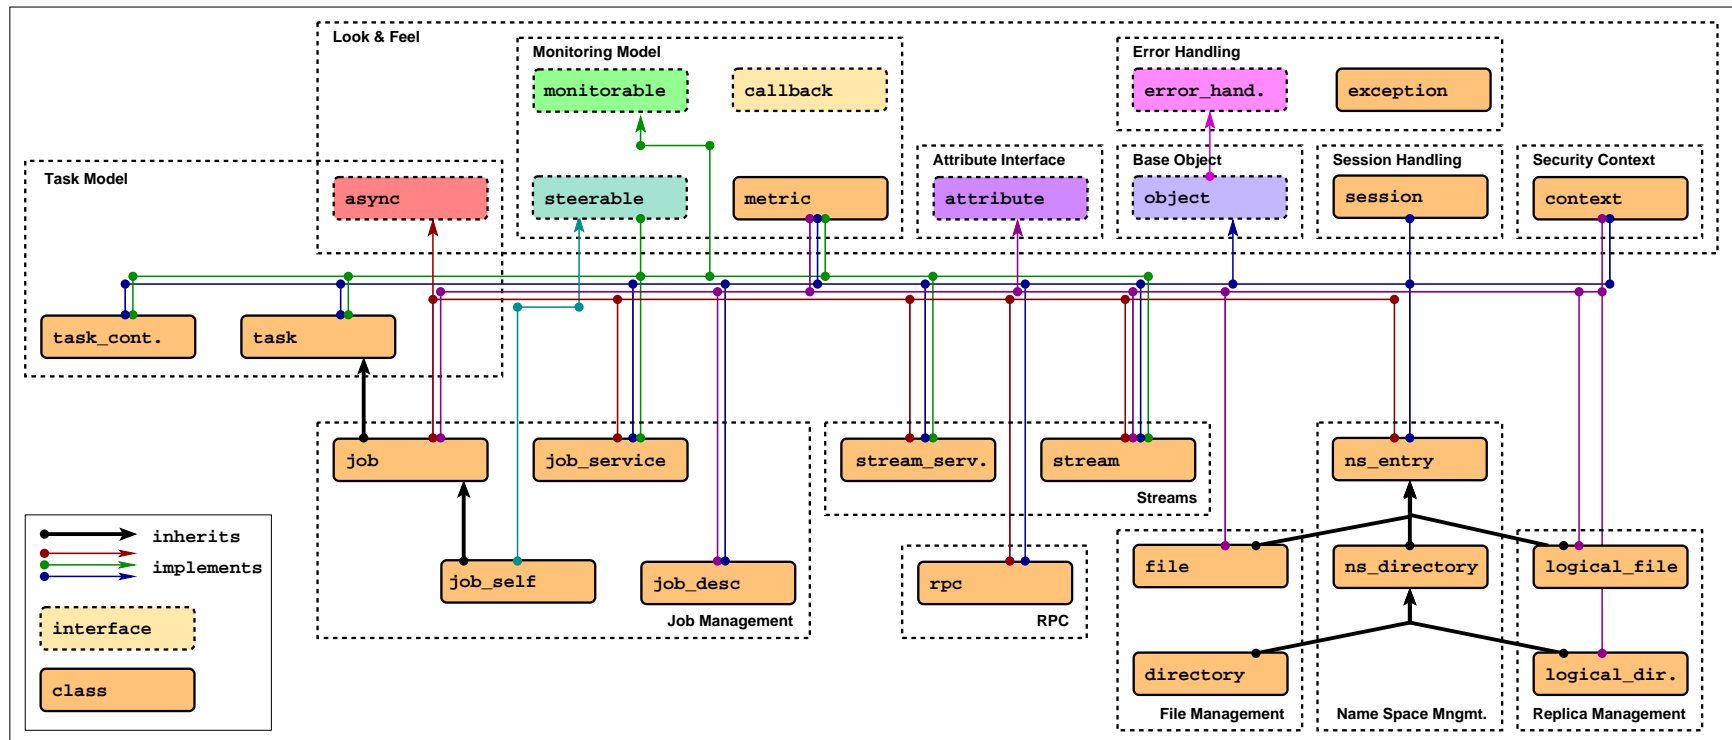 Look & Feel
Monitoring Model
Error Handling
monitorable
callback
error_hand.
exception
Task Model
Attribute Interface
Base Object
Session Handling
Security Context
async
steerable
metric
attribute
object
session
context
task_cont.
task
job
job_service
stream_serv.
stream
ns_entry
Streams
inherits
implements
job_self
job_desc
rpc
file
ns_directory
logical_file
Job Management
RPC
interface
class
directory
logical_dir.
File Management
Name Space Mngmt.
Replica Management